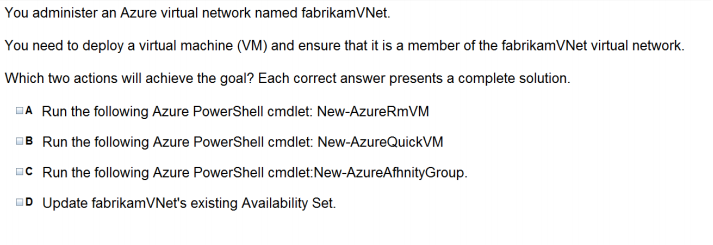 You administer an Azure virtual network named fabrikamVNet.
You need to deploy a virtual machine (VM) and ensure that it is a member of the fabrikamVNet virtual network.
Which two actions will achieve the goal? Each correct answer presents a complete solution.
A Run the following Azure PowerShell cmdlet: New-AzureRmVM
B Run the following Azure PowerShell cmdlet: New-AzureQuickVM
C Run the following Azure PowerShell cmdlet:New-AzureAfhnityGroup.
D Update fabrikamVNet's existing Availability Set.